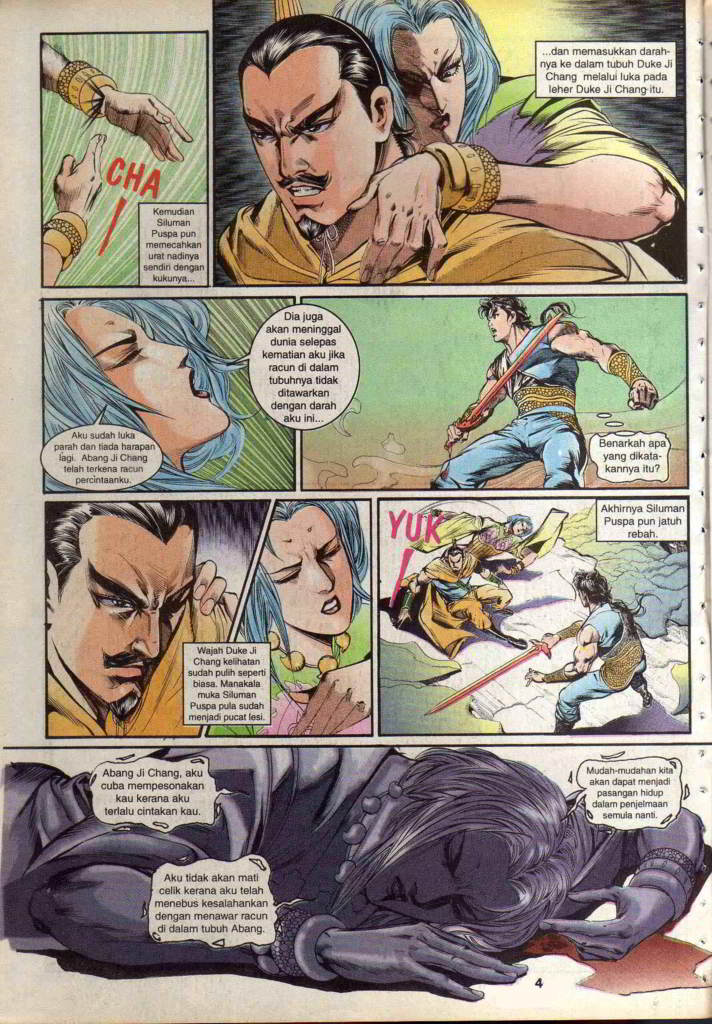 CHA
!
Kemudian
Siluman
Puspa pun
memecahkan
urat nadinya
sendiri dengan
kukunya...
...dan memasukkan darah-
nya ke dalam tubuh Duke Ji
Chang melalui luka pada
leher Duke Ji Chang-itu.
Aku sudah luka
parah dan tiada harapan
lagi. Abang Ji Chang
telah terkena racun
percintaanku.
Dia juga
akan meninggal
dunia selepas
kematian aku jika
racun di dalam
tubuhnya tidak
ditawarkan
dengan darah
aku ini...
Benarkah apa
yang dikata-
kannya itu?
Wajah Duke Ji
Chang kelihatan
sudah pulih seperti
biasa. Manakala
muka Siluman
Puspa pula sudah
menjadi pucat lesi.
YUK
!
Akhirnya Siluman
Puspa pun jatuh
rebah.
Abang Ji Chang, aku
cuba mempesonakan
kau kerana aku
terlalu cintakan kau.
Mudah-mudahan kita
akan dapat menjadi
pasangan hidup
dalam penjelmaan
semula nanti.
Aku tidak akan mati
celik kerana aku telah
menebus kesalahankan
dengan menawar racun
di dalam tubuh Abang.
4